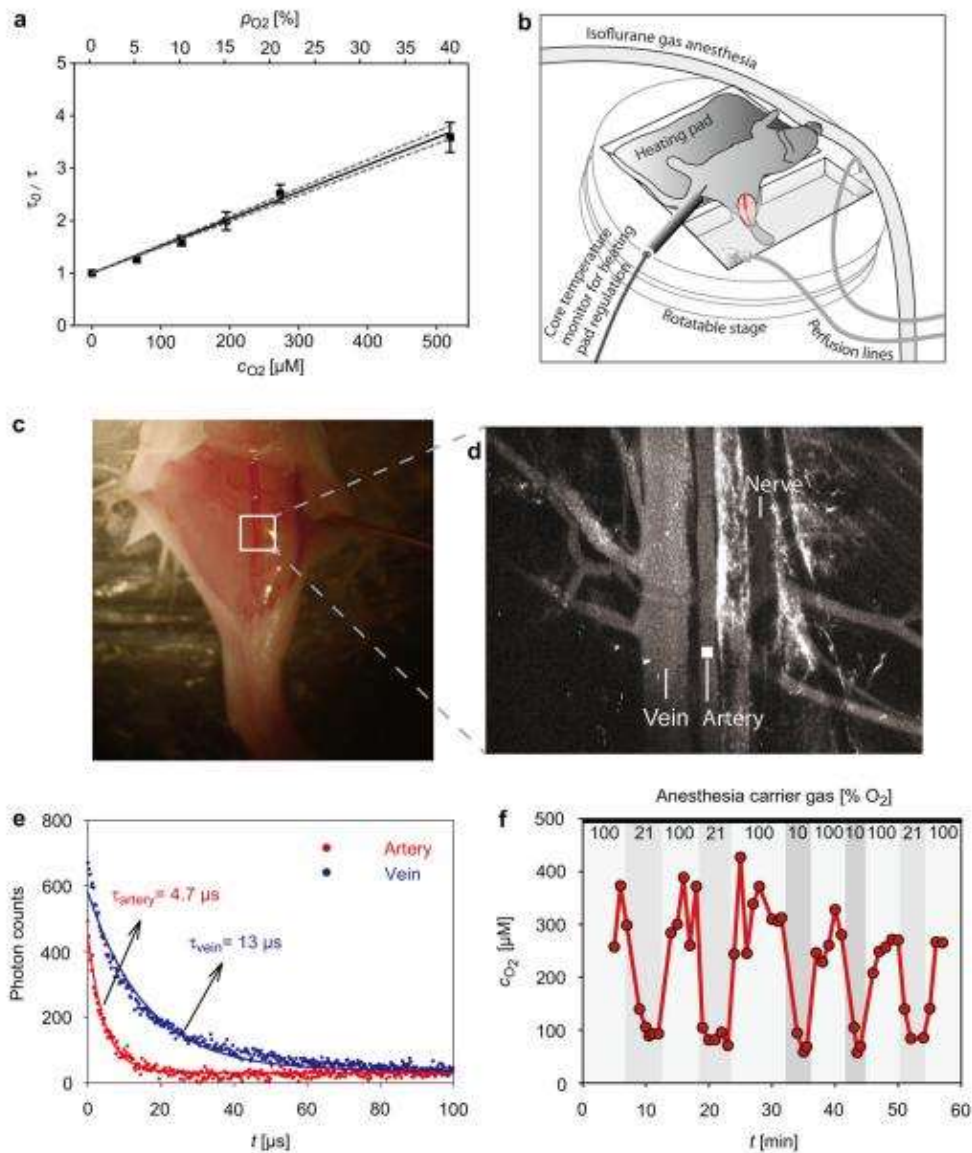 a
ρO2 [%]
0 5 10 15 20 25 30 35 40
5
4
3
2
1
0
τ0 / τ
0 100 200 300 400 500
cO2 [µM]
b
Isoflurane gas anesthesia
Heating pad
Core temperature
monitor for heating
pad regulation
Rotatable stage
Perfusion lines
c
d
Nerve
Vein Artery
e
800
600
400
200
0
Photon counts
Artery
Vein
τartery= 4.7 µs
τvein= 13 µs
0 20 40 60 80 100
t [µs]
f
Anesthesia carrier gas [% O2]
100 21 100 21 100 10 100 10 100 21 100
500
400
300
200
100
0
cO2
[µM]
0 10 20 30 40 50 60
t [min]